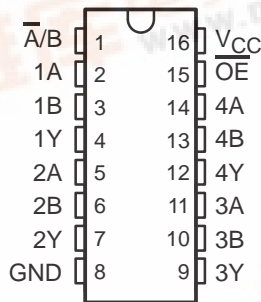 A̅/B 1 16 VCC
1A 2 15 O̅E̅
1B 3 14 4A
1Y 4 13 4B
2A 5 12 4Y
2B 6 11 3A
2Y 7 10 3B
GND 8 9 3Y